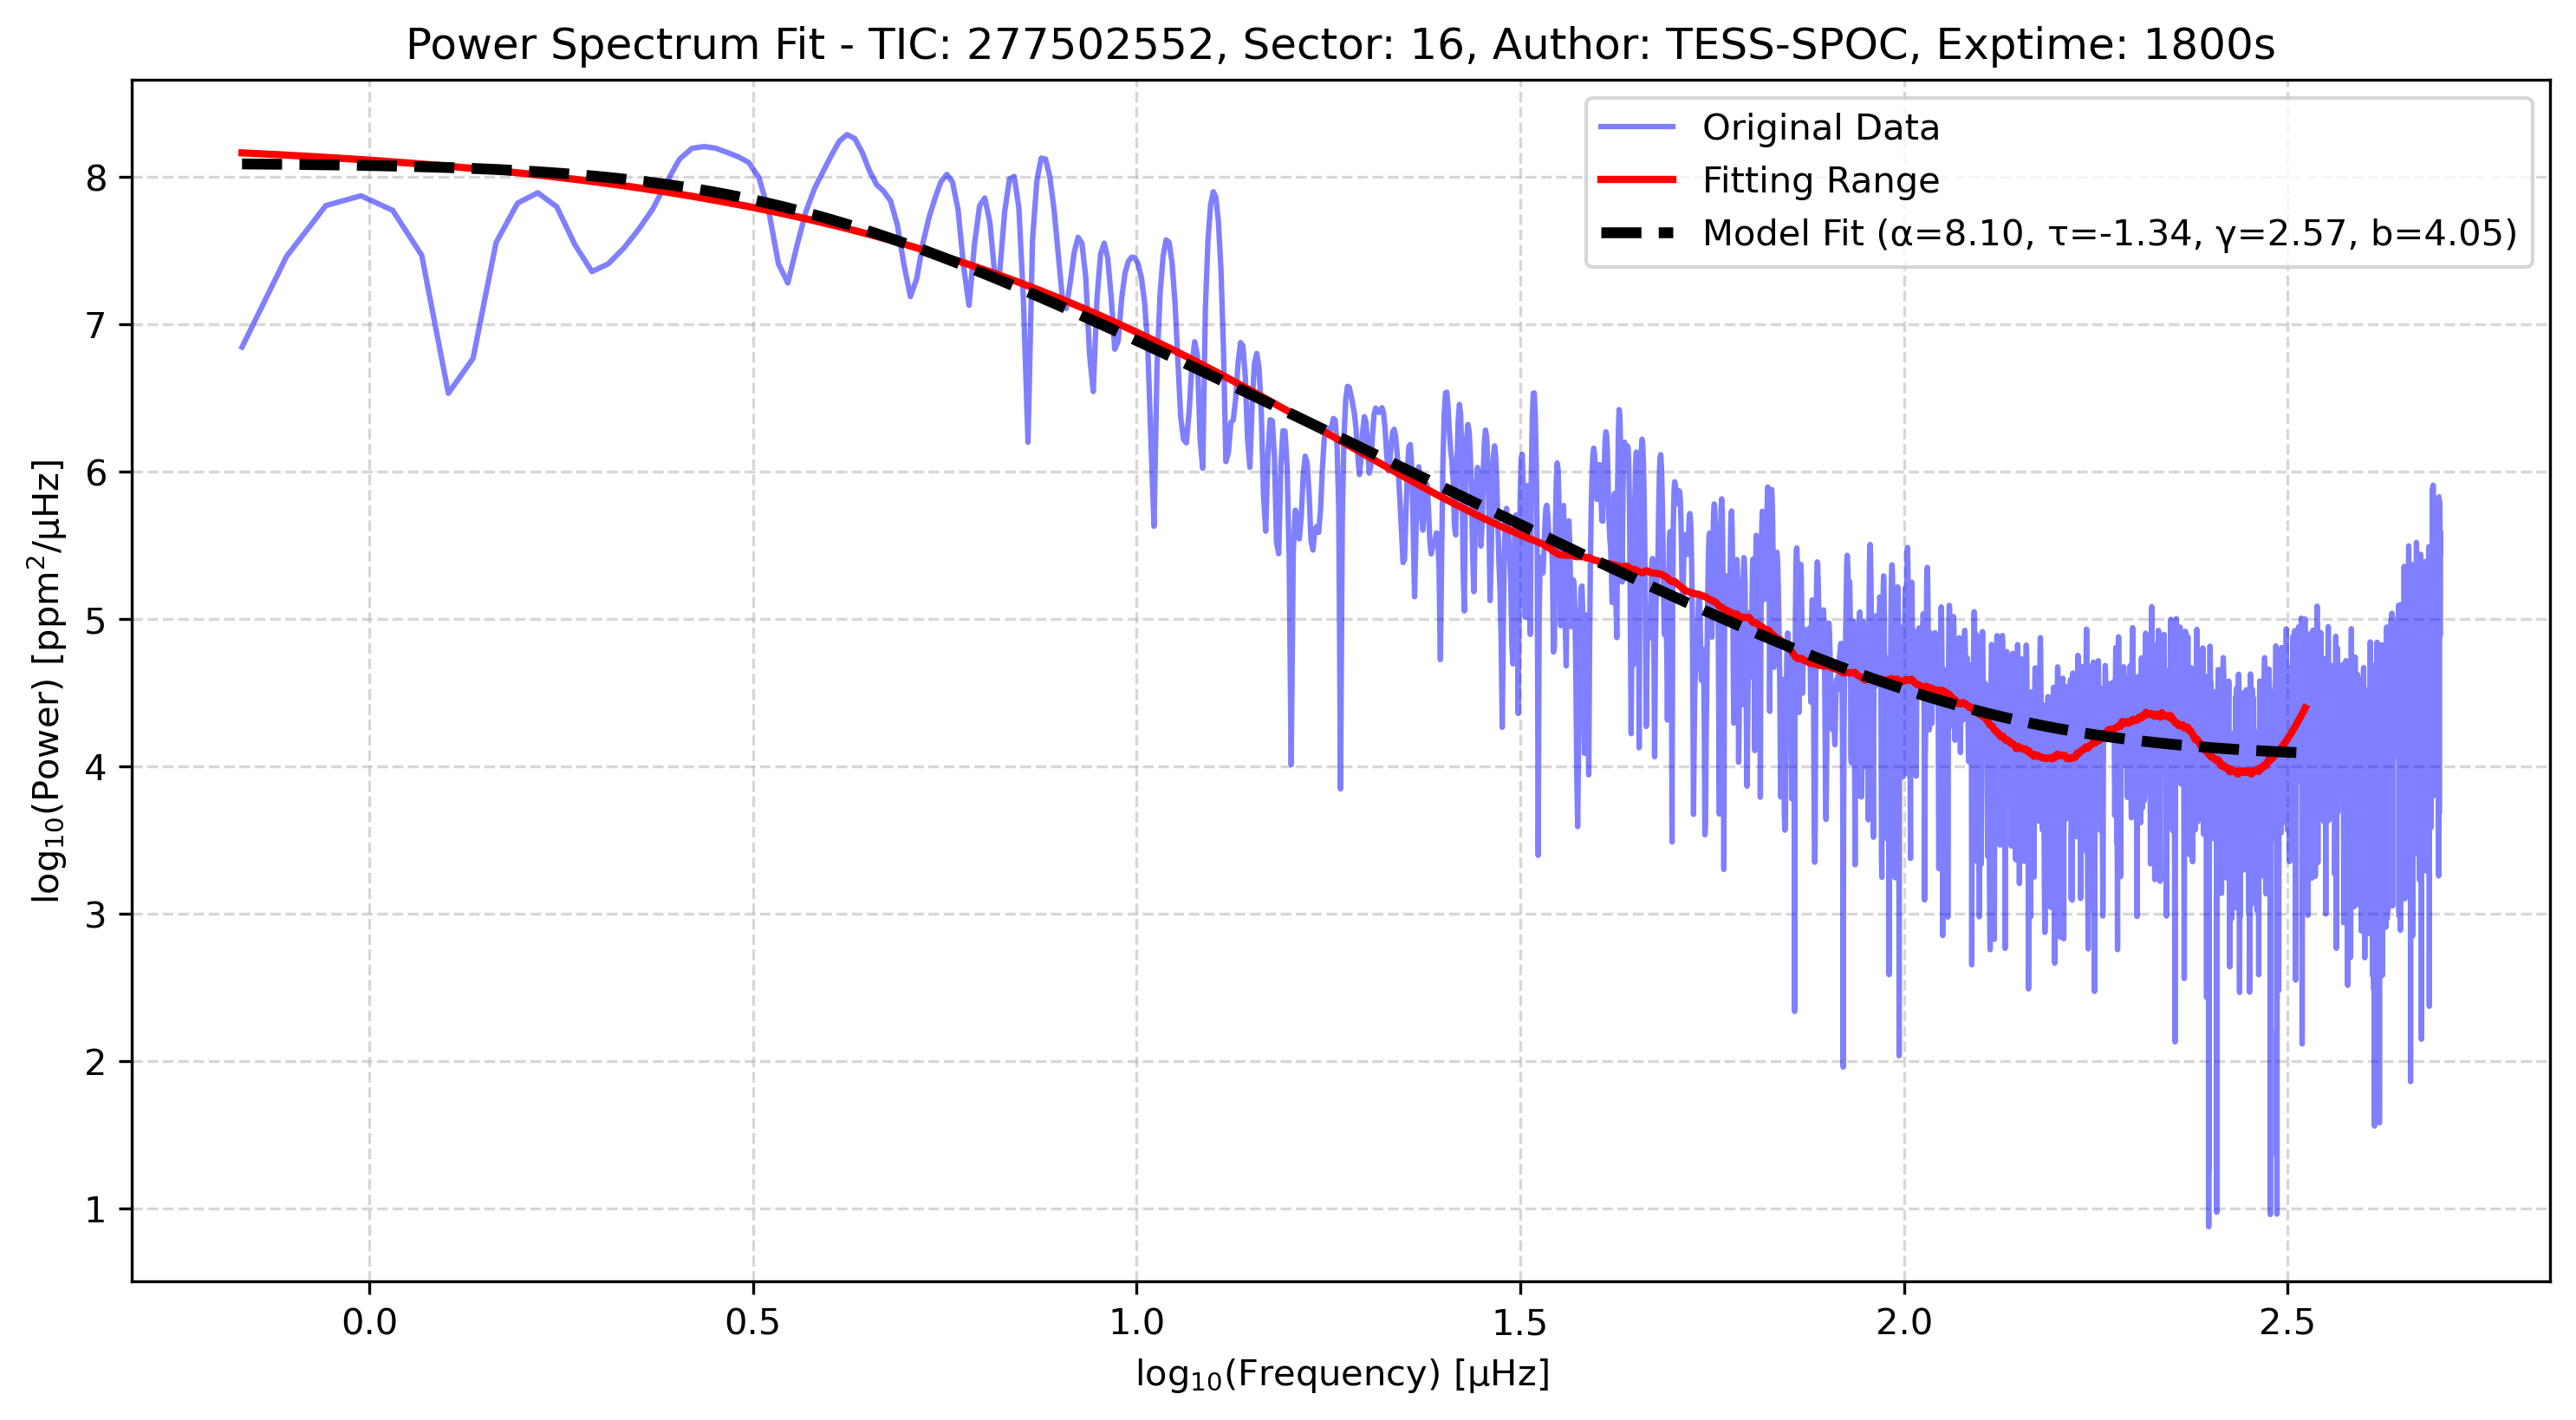 Power Spectrum Fit - TIC: 277502552, Sector: 16, Author: TESS-SPOC, Exptime: 1800s
Original Data
Fitting Range
Model Fit (α=8.10, τ=-1.34, γ=2.57, b=4.05)
log₁₀(Power) [ppm²/μHz]
8
7
6
5
4
3
2
1
0.0
0.5
1.0
1.5
2.0
2.5
log₁₀(Frequency) [μHz]